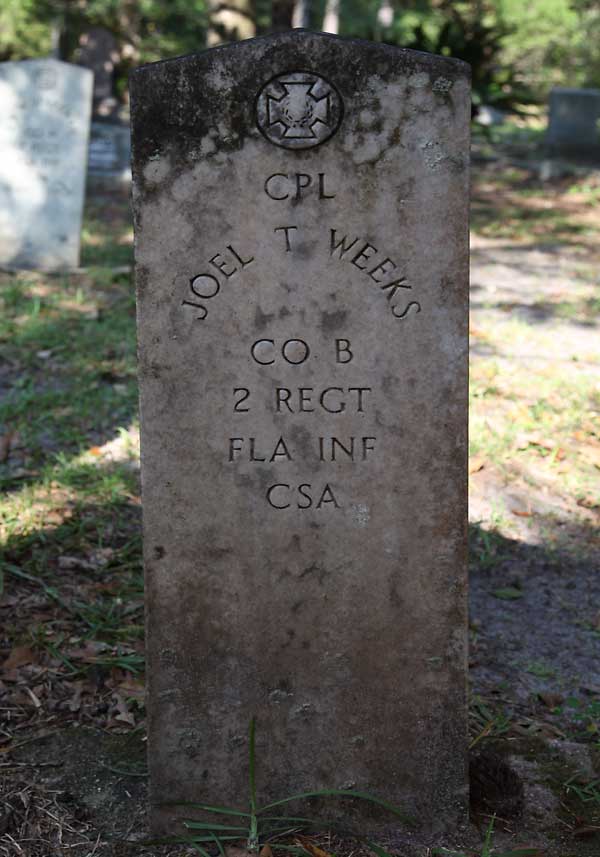 CPL
JOEL T WEEKS
CO B
2 REGT
FLA INF
CSA